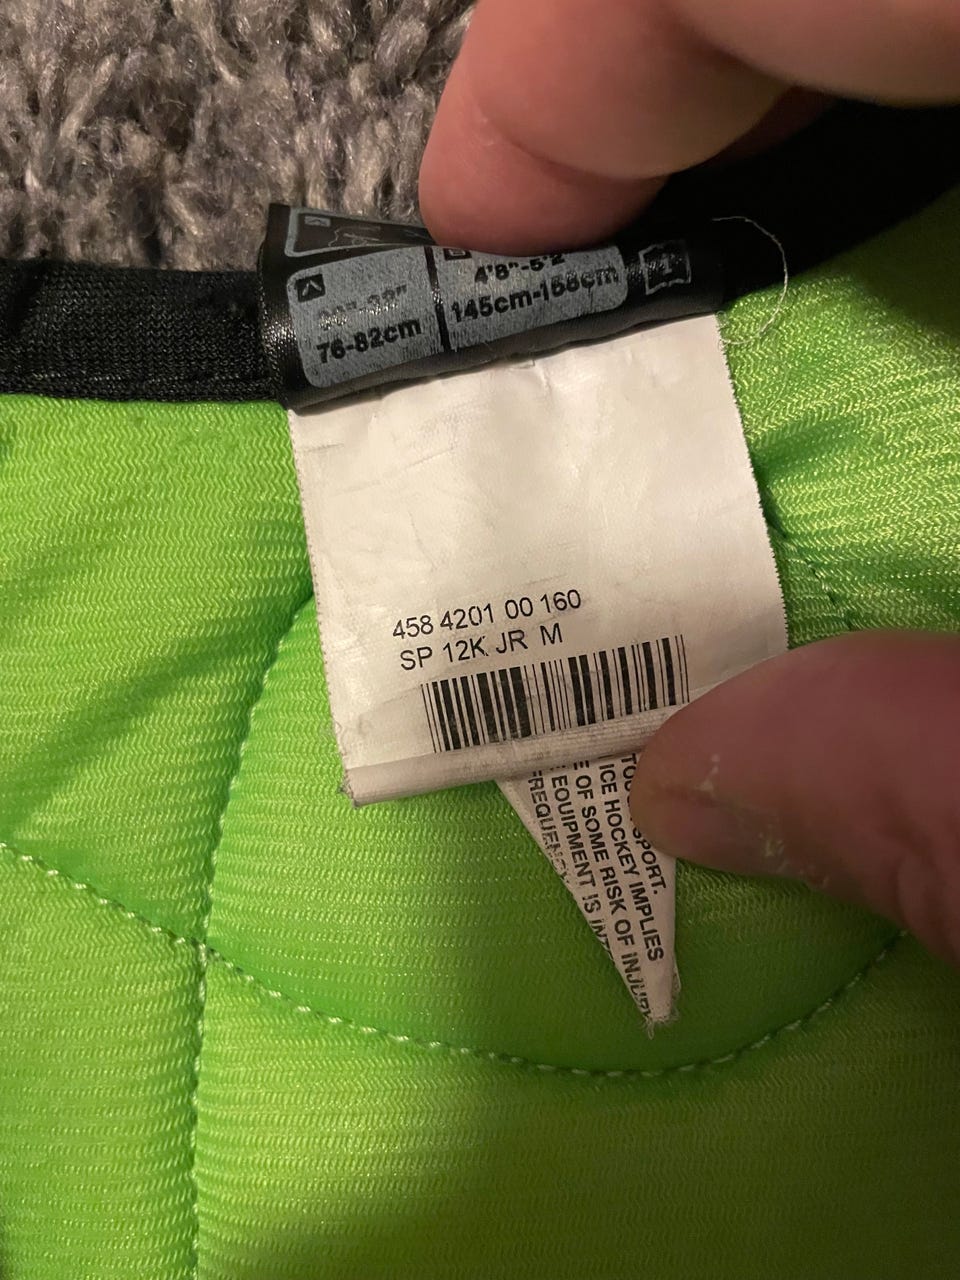 4'8"-5'2"
145cm-158cm
76-82cm
458 4201 00 160
SP 12K JR M
SPORT.
ICE HOCKEY IMPLIES
OF SOME RISK OF INJURY
EQUIPMENT IS